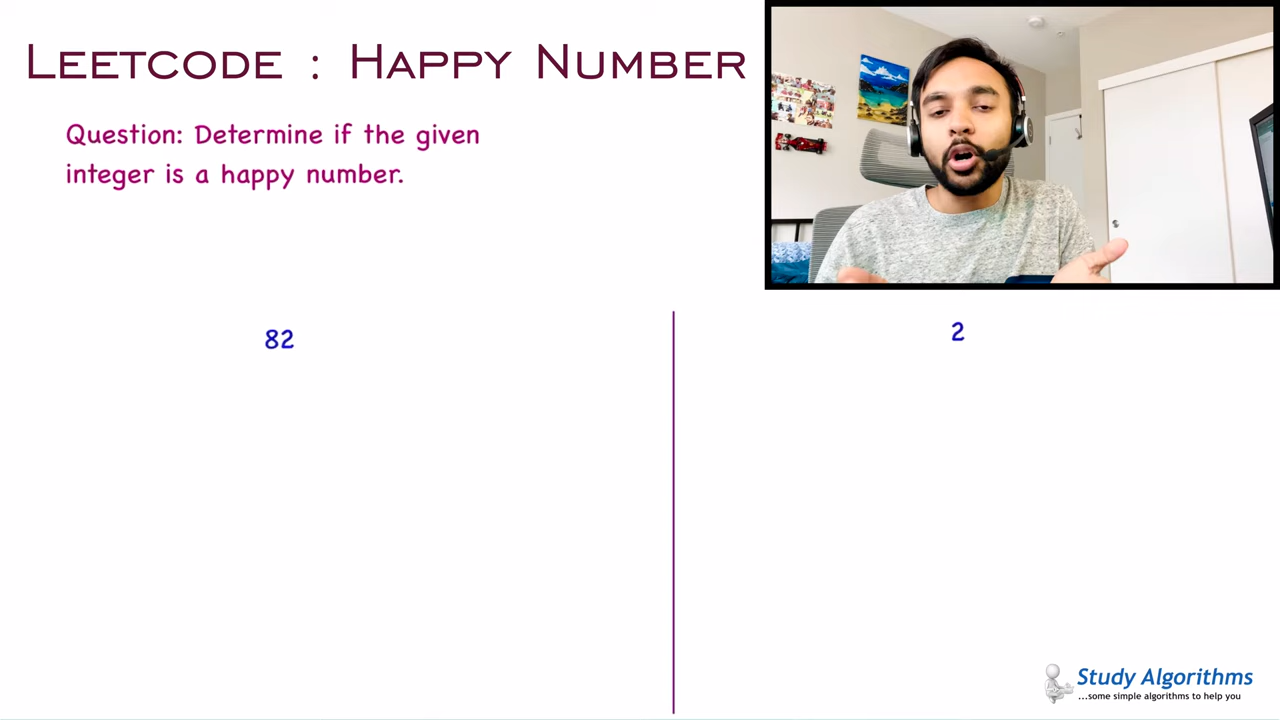 LEETCODE : HAPPY NUMBER
Question: Determine if the given
integer is a happy number.
82
2
Study Algorithms
...some simple algorithms to help you